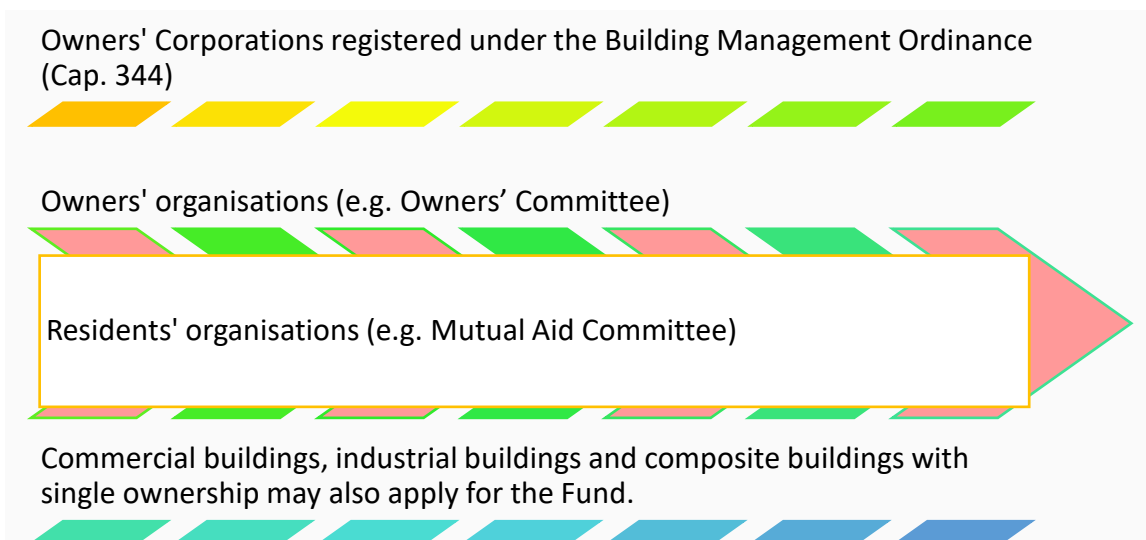 Owners' Corporations registered under the Building Management Ordinance
(Cap. 344)
Owners' organisations (e.g. Owners’ Committee)
Residents' organisations (e.g. Mutual Aid Committee)
Commercial buildings, industrial buildings and composite buildings with
single ownership may also apply for the Fund.